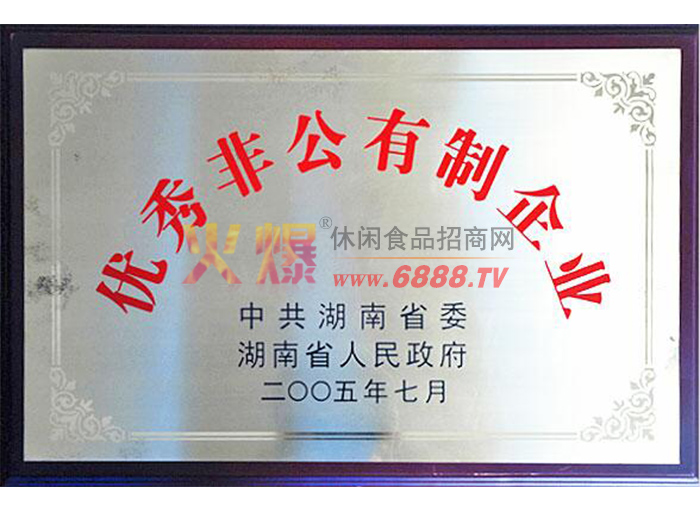 优秀非公有制企业
火爆®休闲食品招商网
www.6888.TV
中共湖南省委
湖南省人民政府
二〇〇五年七月